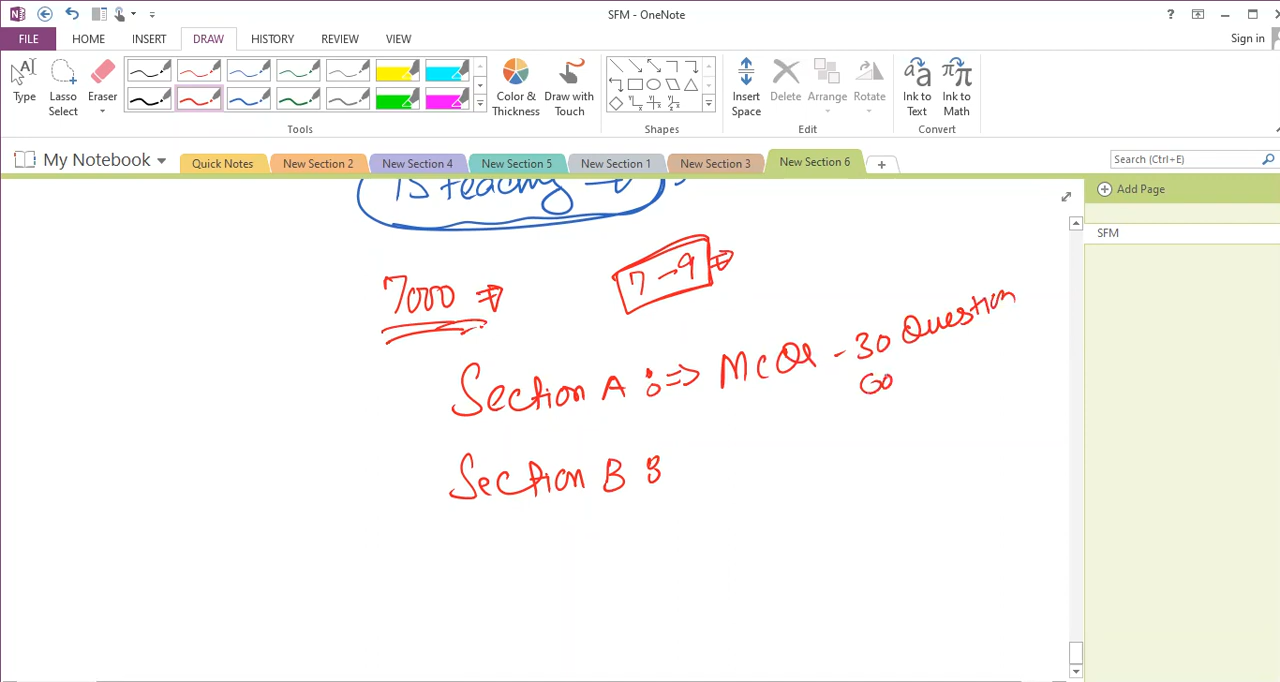 SFM - OneNote
?
Sign in
FILE HOME INSERT DRAW HISTORY REVIEW VIEW
Type
Lasso Select
Eraser
Color & Thickness
Draw with Touch
Insert Space
Delete
Arrange
Rotate
Ink to Text
Ink to Math
Tools
Shapes
Edit
Convert
My Notebook
Quick Notes
New Section 2
New Section 4
New Section 5
New Section 1
New Section 3
New Section 6
Search (Ctrl+E)
Add Page
SFM
is teaching
7000 ⇒
7 - 9 ⇒
Section A : ⇒ MCQs - 30 Question
60
Section B :